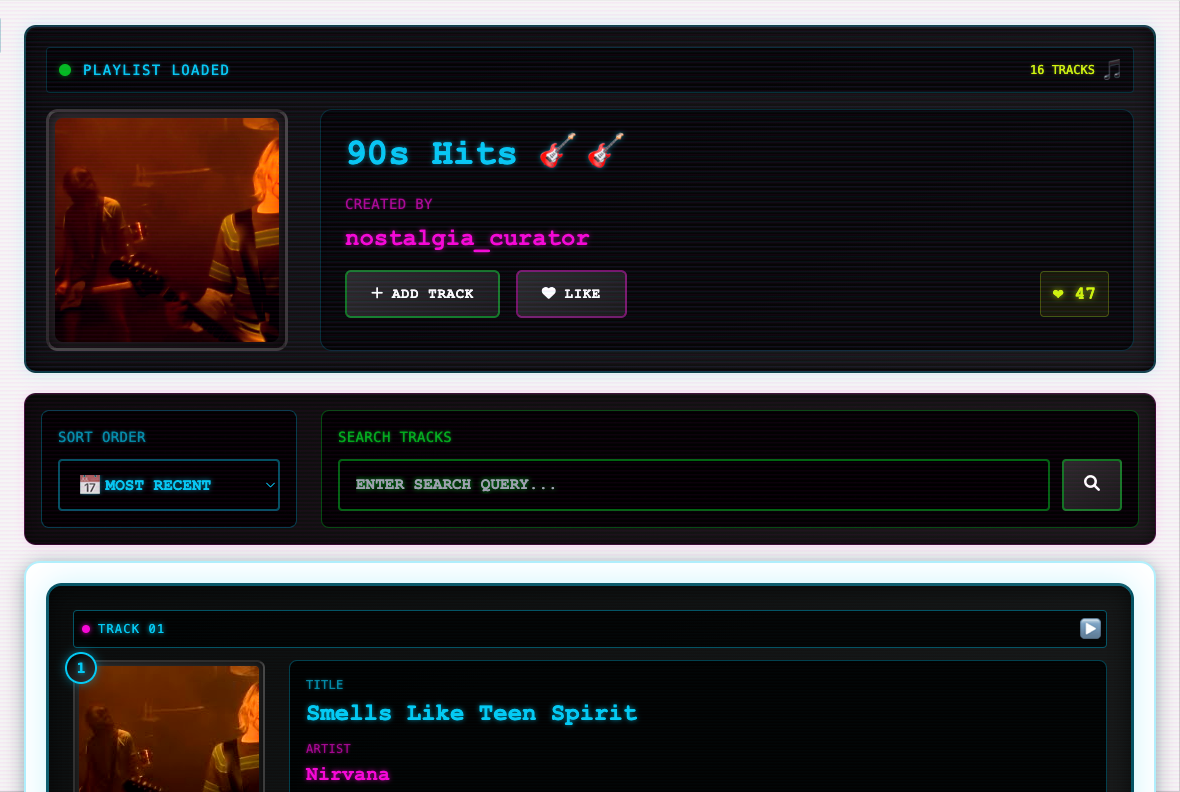 PLAYLIST LOADED
16 TRACKS 🎵
90s Hits 🎸🎸
CREATED BY
nostalgia_curator
+ ADD TRACK
LIKE
❤ 47
SORT ORDER
📅 MOST RECENT
SEARCH TRACKS
ENTER SEARCH QUERY...
TRACK 01
1
TITLE
Smells Like Teen Spirit
ARTIST
Nirvana